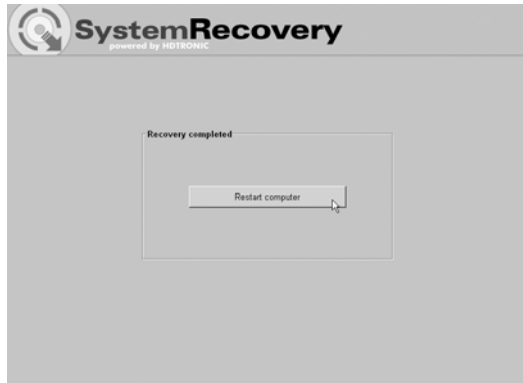 SystemRecovery
powered by HDTRONIC
Recovery completed
Restart computer